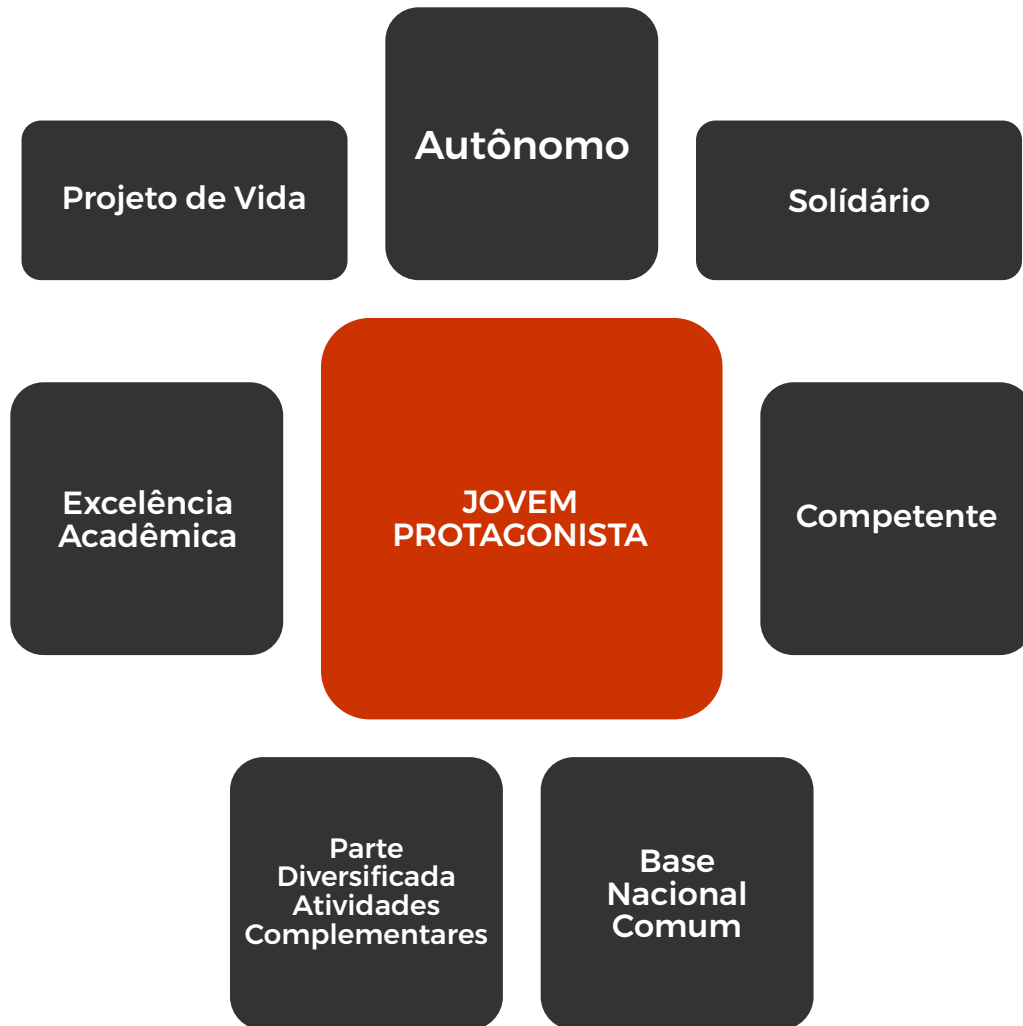 Autônomo
Projeto de Vida
Solídário
Excelência
Acadêmica
JOVEM
PROTAGONISTA
Competente
Parte
Diversificada
Atividades
Complementares
Base
Nacional
Comum